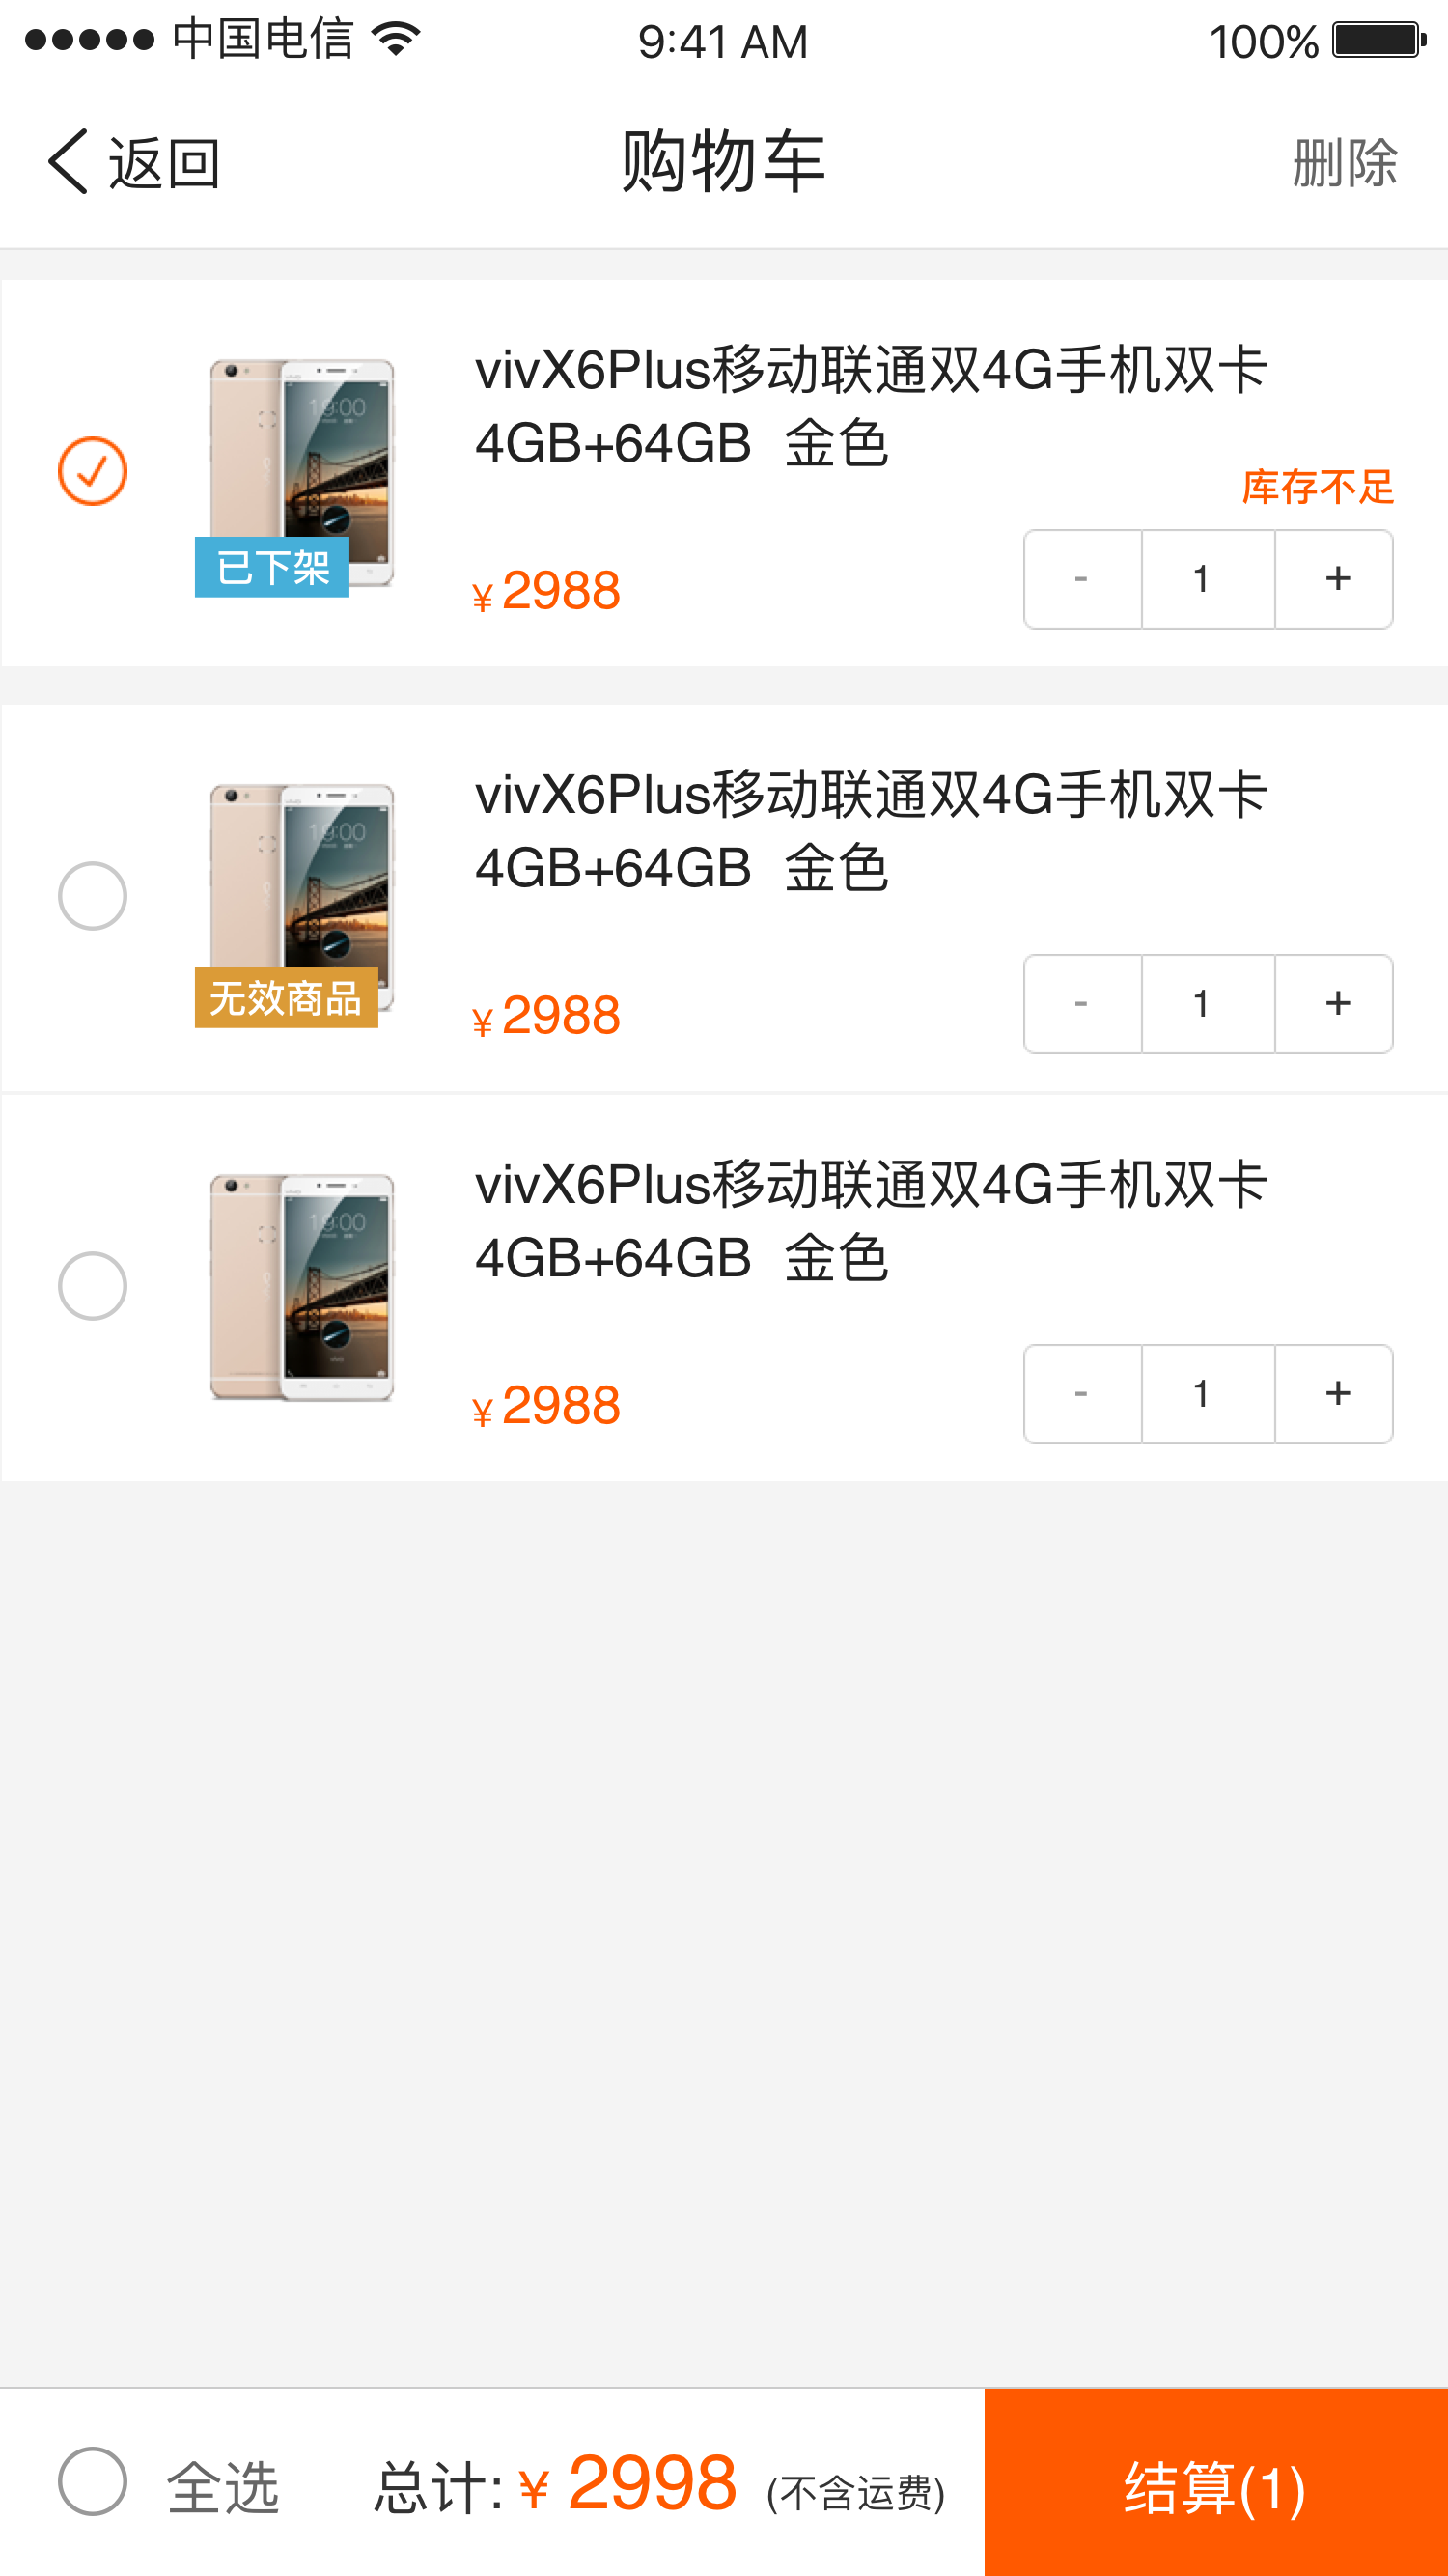 中国电信 9:41 AM 100%
返回 购物车 删除
vivX6Plus移动联通双4G手机双卡
4GB+64GB 金色
库存不足
19:00
已下架
¥2988 - 1 +
vivX6Plus移动联通双4G手机双卡
4GB+64GB 金色
19:00
无效商品
¥2988 - 1 +
vivX6Plus移动联通双4G手机双卡
4GB+64GB 金色
19:00
¥2988 - 1 +
全选 总计:¥2998 (不含运费) 结算(1)